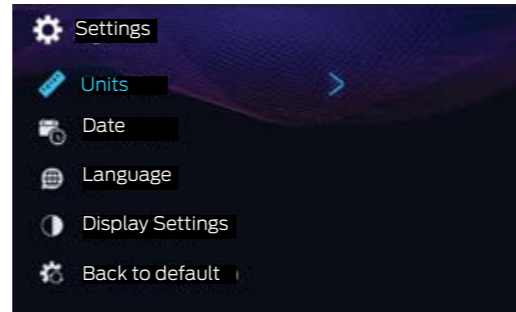 Settings
Units
Date
Language
Display Settings
Back to default